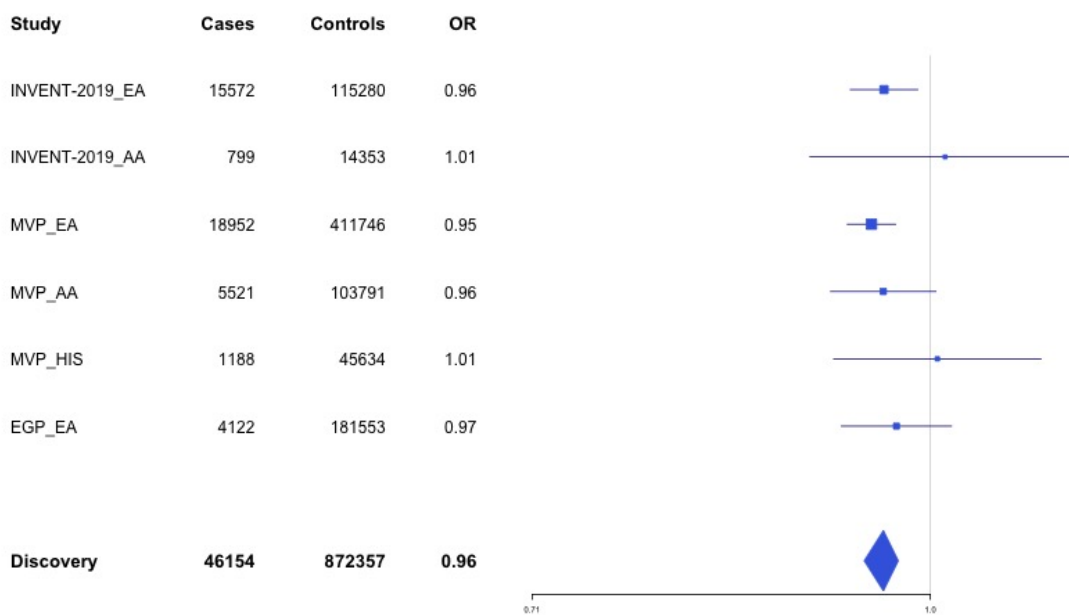 Study Cases Controls OR
INVENT-2019_EA 15572 115280 0.96
INVENT-2019_AA 799 14353 1.01
MVP_EA 18952 411746 0.95
MVP_AA 5521 103791 0.96
MVP_HIS 1188 45634 1.01
EGP_EA 4122 181553 0.97
Discovery 46154 872357 0.96
0.71 1.0